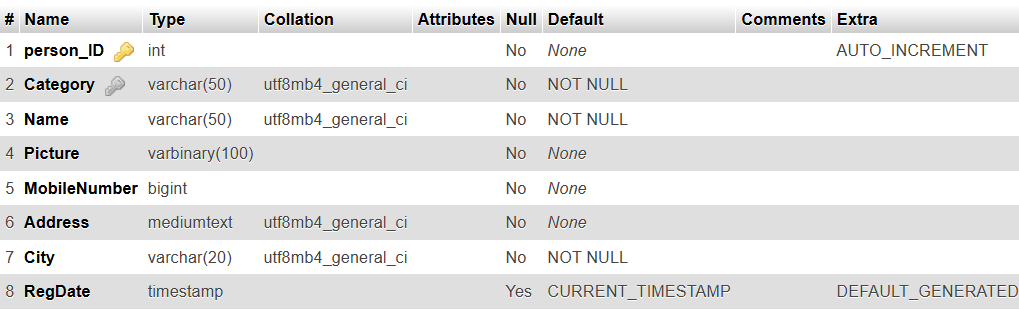 # Name Type Collation Attributes Null Default Comments Extra
1 person_ID int No None AUTO_INCREMENT
2 Category varchar(50) utf8mb4_general_ci No NOT NULL
3 Name varchar(50) utf8mb4_general_ci No NOT NULL
4 Picture varbinary(100) No None
5 MobileNumber bigint No None
6 Address mediumtext utf8mb4_general_ci No None
7 City varchar(20) utf8mb4_general_ci No NOT NULL
8 RegDate timestamp Yes CURRENT_TIMESTAMP DEFAULT_GENERATED